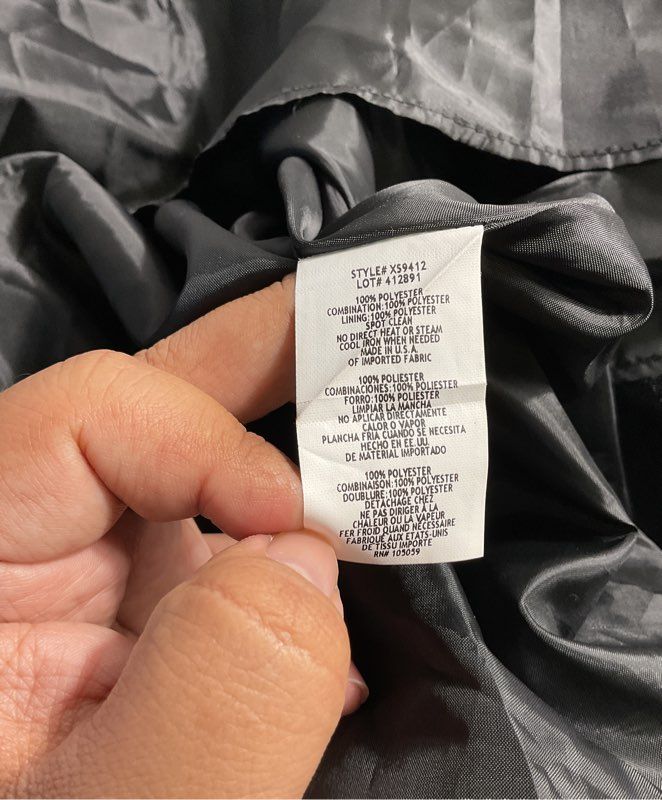 STYLE# XS9412
LOT# 412891
100% POLYESTER
COMBINATION:100% POLYESTER
LINING:100% POLYESTER
SPOT CLEAN
NO DIRECT HEAT OR STEAM
COOL IRON WHEN NEEDED
MADE IN U.S.A.
OF IMPORTED FABRIC
100% POLIESTER
COMBINACIONES:100% POLIESTER
FORRO:100% POLIESTER
LIMPIAR LA MANCHA
NO APLICAR DIRECTAMENTE
CALOR O VAPOR
PLANCHA FRIA CUANDO SE NECESITA
HECHO EN EE.UU.
DE MATERIAL IMPORTADO
100% POLYESTER
COMBINAISON:100% POLYESTER
DOUBLURE:100% POLYESTER
DÉTACHAGE CHEZ
NE PAS DIRIGER À LA
CHALEUR OU LA VAPEUR
FER FROID QUAND NÉCESSAIRE
FABRIQUÉ AUX ETATS-UNIS
DE TISSU IMPORTE
RN# 105059